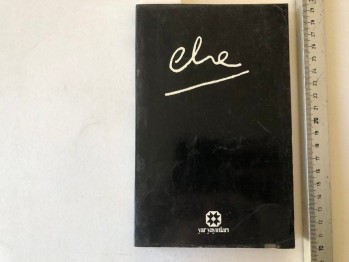 che
yar yayınları